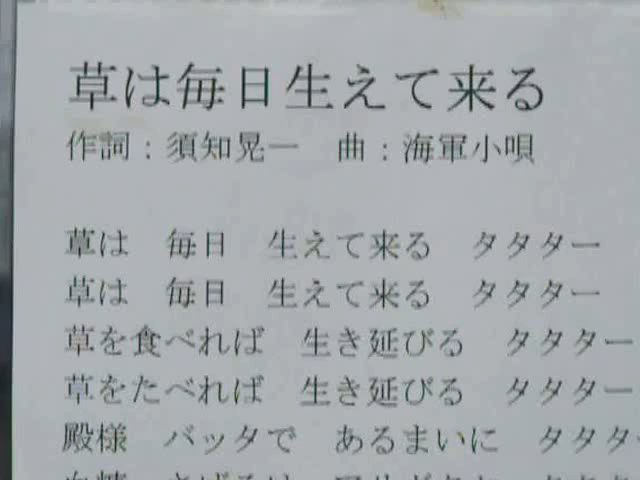 草は毎日生えて来る
作詞：須知晃一　曲：海軍小唄
草は　毎日　生えて来る　タタター
草は　毎日　生えて来る　タタター
草を食べれば　生き延びる　タタター
草をたべれば　生き延びる　タタター
殿様　バッタで　あるまいに　タタター